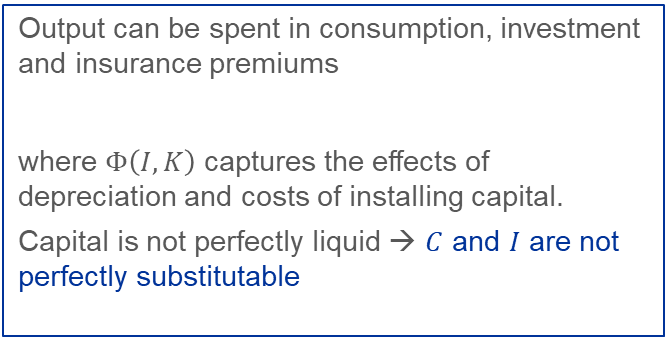 Output can be spent in consumption, investment
and insurance premiums
where Φ(I, K) captures the effects of
depreciation and costs of installing capital.
Capital is not perfectly liquid → C and I are not
perfectly substitutable